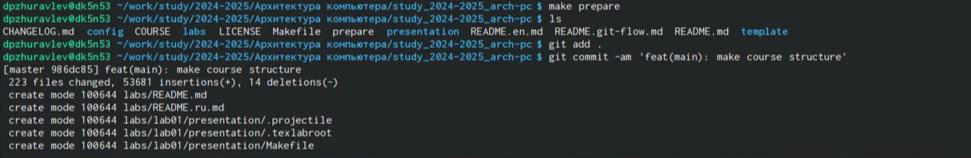 dpzhuravlev@dk5n53 ~/work/study/2024-2025/Архитектура компьютера/study_2024-2025_arch-pc $ make prepare
dpzhuravlev@dk5n53 ~/work/study/2024-2025/Архитектура компьютера/study_2024-2025_arch-pc $ ls
CHANGELOG.md config COURSE labs LICENSE Makefile prepare presentation README.en.md README.git-flow.md README.md template
dpzhuravlev@dk5n53 ~/work/study/2024-2025/Архитектура компьютера/study_2024-2025_arch-pc $ git add .
dpzhuravlev@dk5n53 ~/work/study/2024-2025/Архитектура компьютера/study_2024-2025_arch-pc $ git commit -am 'feat(main): make course structure'
[master 986dc85] feat(main): make course structure
 223 files changed, 53681 insertions(+), 14 deletions(-)
 create mode 100644 labs/README.md
 create mode 100644 labs/README.ru.md
 create mode 100644 labs/lab01/presentation/.projectile
 create mode 100644 labs/lab01/presentation/.texlabroot
 create mode 100644 labs/lab01/presentation/Makefile